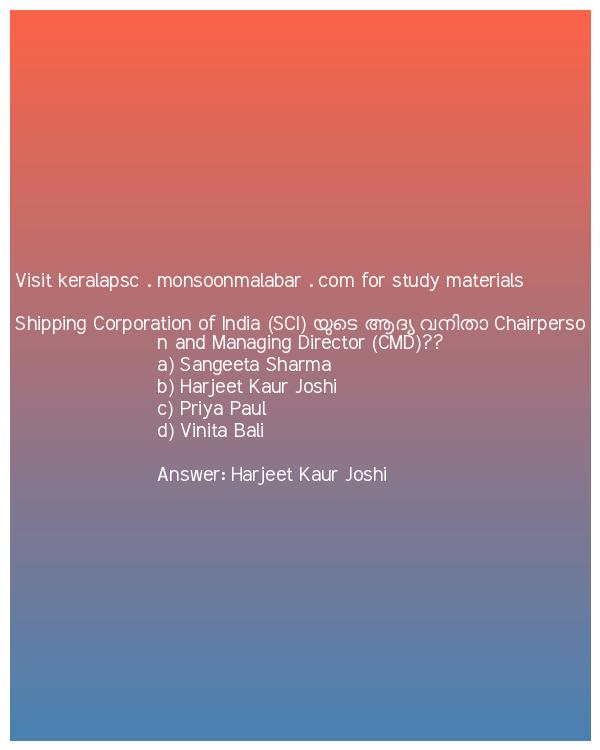 Visit keralapsc . monsoonmalabar . com for study materials
Shipping Corporation of India (SCI) യുടെ ആദ്യ വനിതാ Chairperso
n and Managing Director (CMD)??
a) Sangeeta Sharma
b) Harjeet Kaur Joshi
c) Priya Paul
d) Vinita Bali
Answer: Harjeet Kaur Joshi